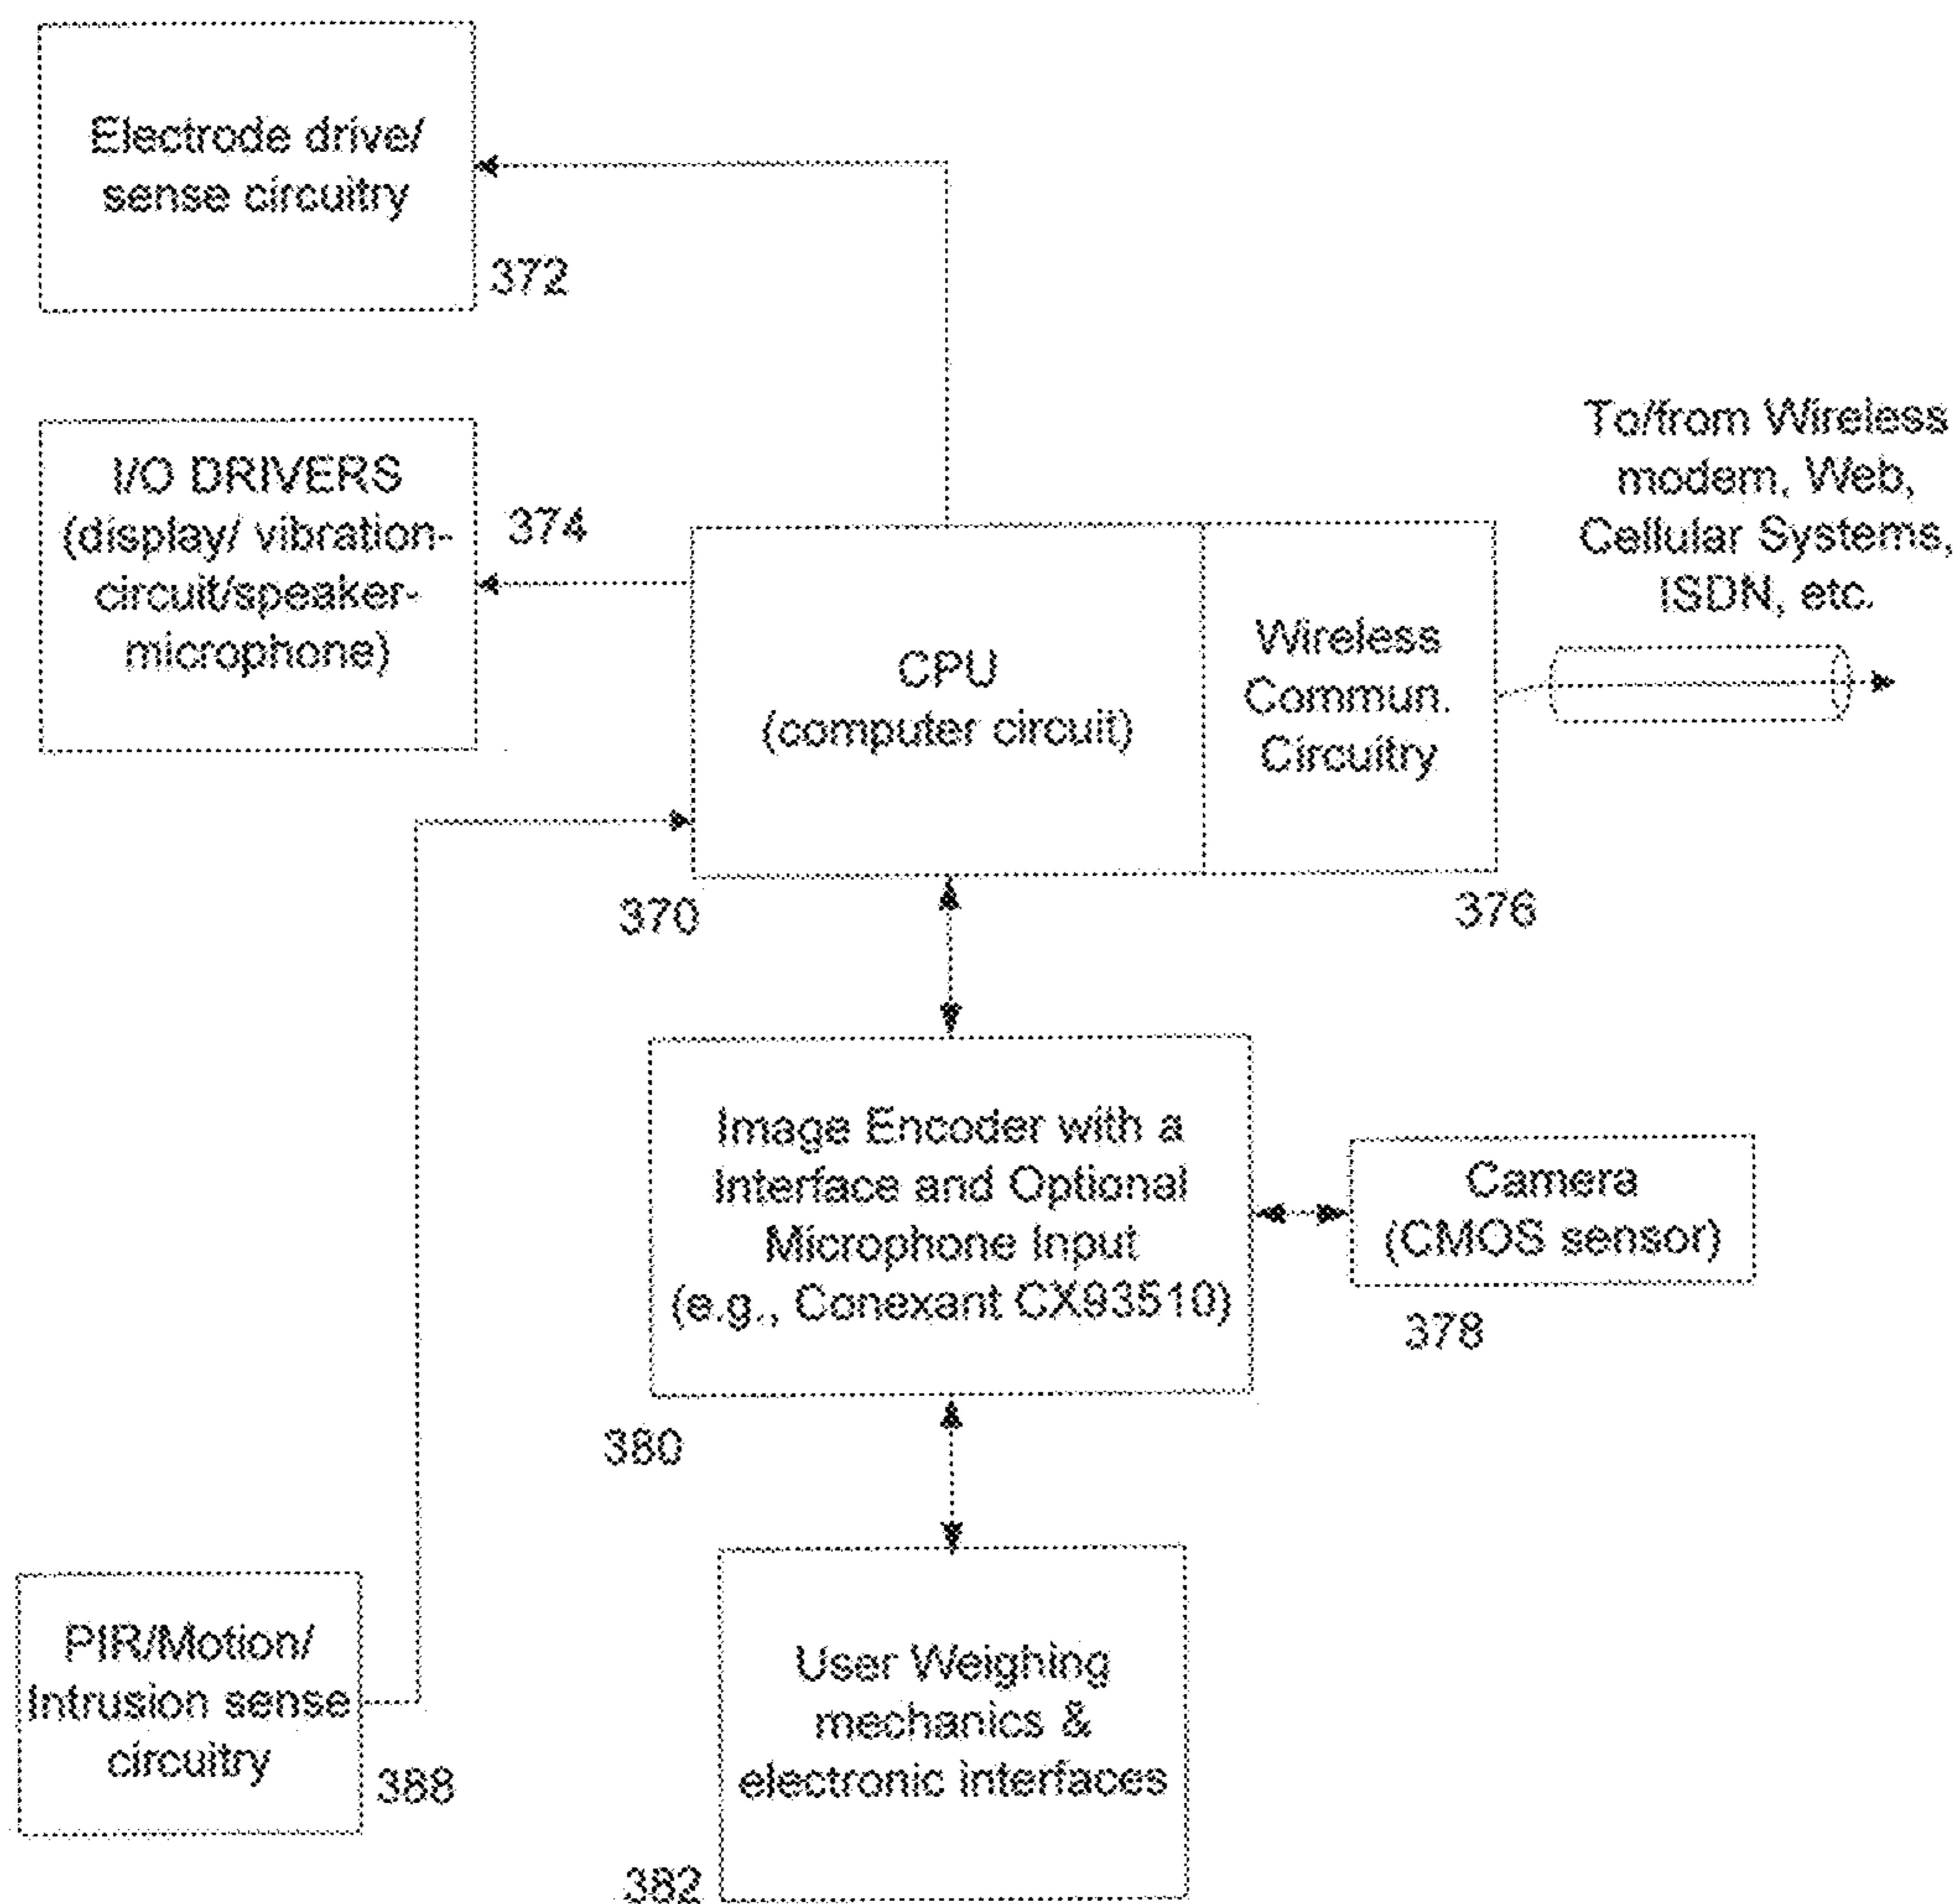 Electrode drive/
sense circuitry
372
I/O DRIVERS
(display/ vibration-
circuit/speaker-
microphone)
374
To/from Wireless
modem, Web,
Cellular Systems,
ISDN, etc.
CPU
(computer circuit)
Wireless
Commun.
Circuitry
370
376
Image Encoder with a
Interface and Optional
Microphone Input
(e.g., Conexant CX93510)
Camera
(CMOS sensor)
378
380
PIR/Motion/
Intrusion sense
circuitry
388
User Weighing
mechanics &
electronic interfaces
382